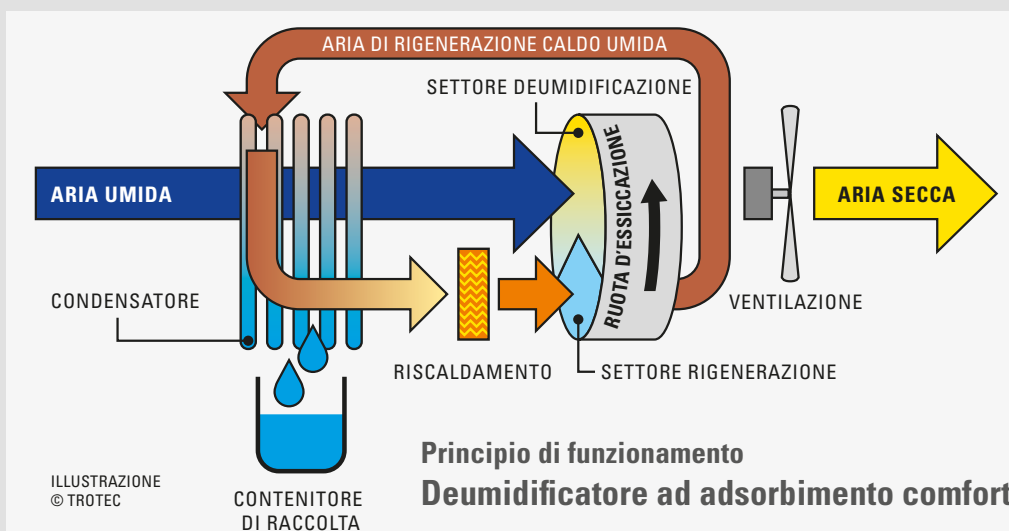 ARIA DI RIGENERAZIONE CALDO UMIDA
SETTORE DEUMIDIFICAZIONE
ARIA UMIDA
RUOTA D'ESSICCAZIONE
ARIA SECCA
CONDENSATORE
VENTILAZIONE
RISCALDAMENTO
SETTORE RIGENERAZIONE
Principio di funzionamento
Deumidificatore ad adsorbimento comfort
ILLUSTRAZIONE
© TROTEC
CONTENITORE
DI RACCOLTA